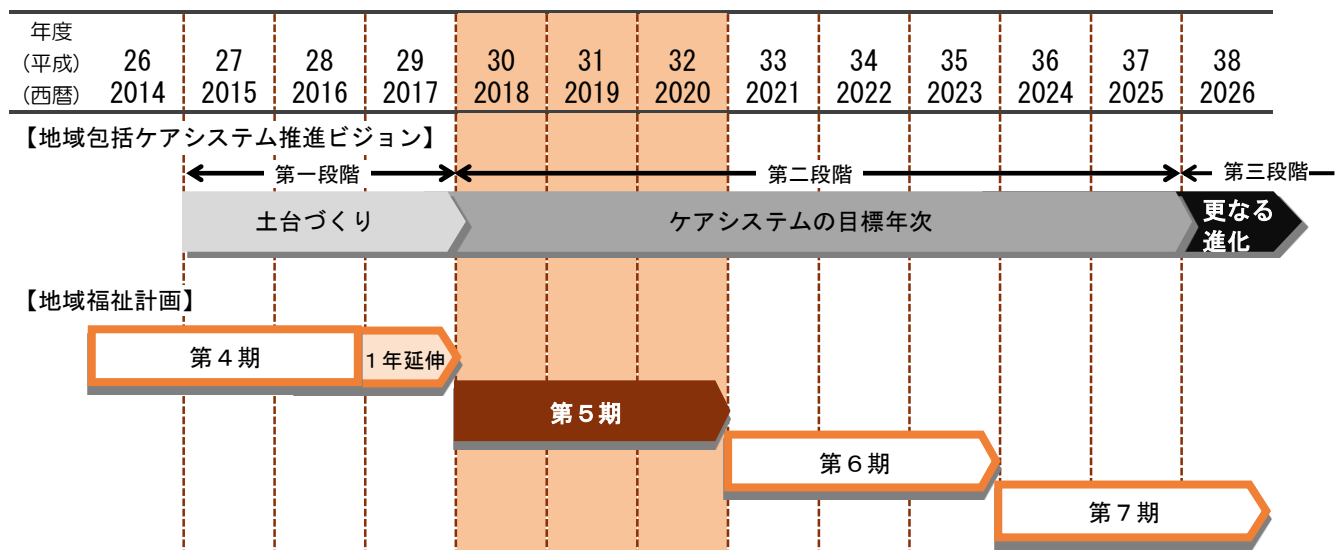 年度
(平成) 26 27 28 29 30 31 32 33 34 35 36 37 38
(西暦) 2014 2015 2016 2017 2018 2019 2020 2021 2022 2023 2024 2025 2026
【地域包括ケアシステム推進ビジョン】
第一段階 第二段階 第三段階
土台づくり ケアシステムの目標年次 更なる
進化
【地域福祉計画】
第４期 １年延伸
第５期
第６期
第７期